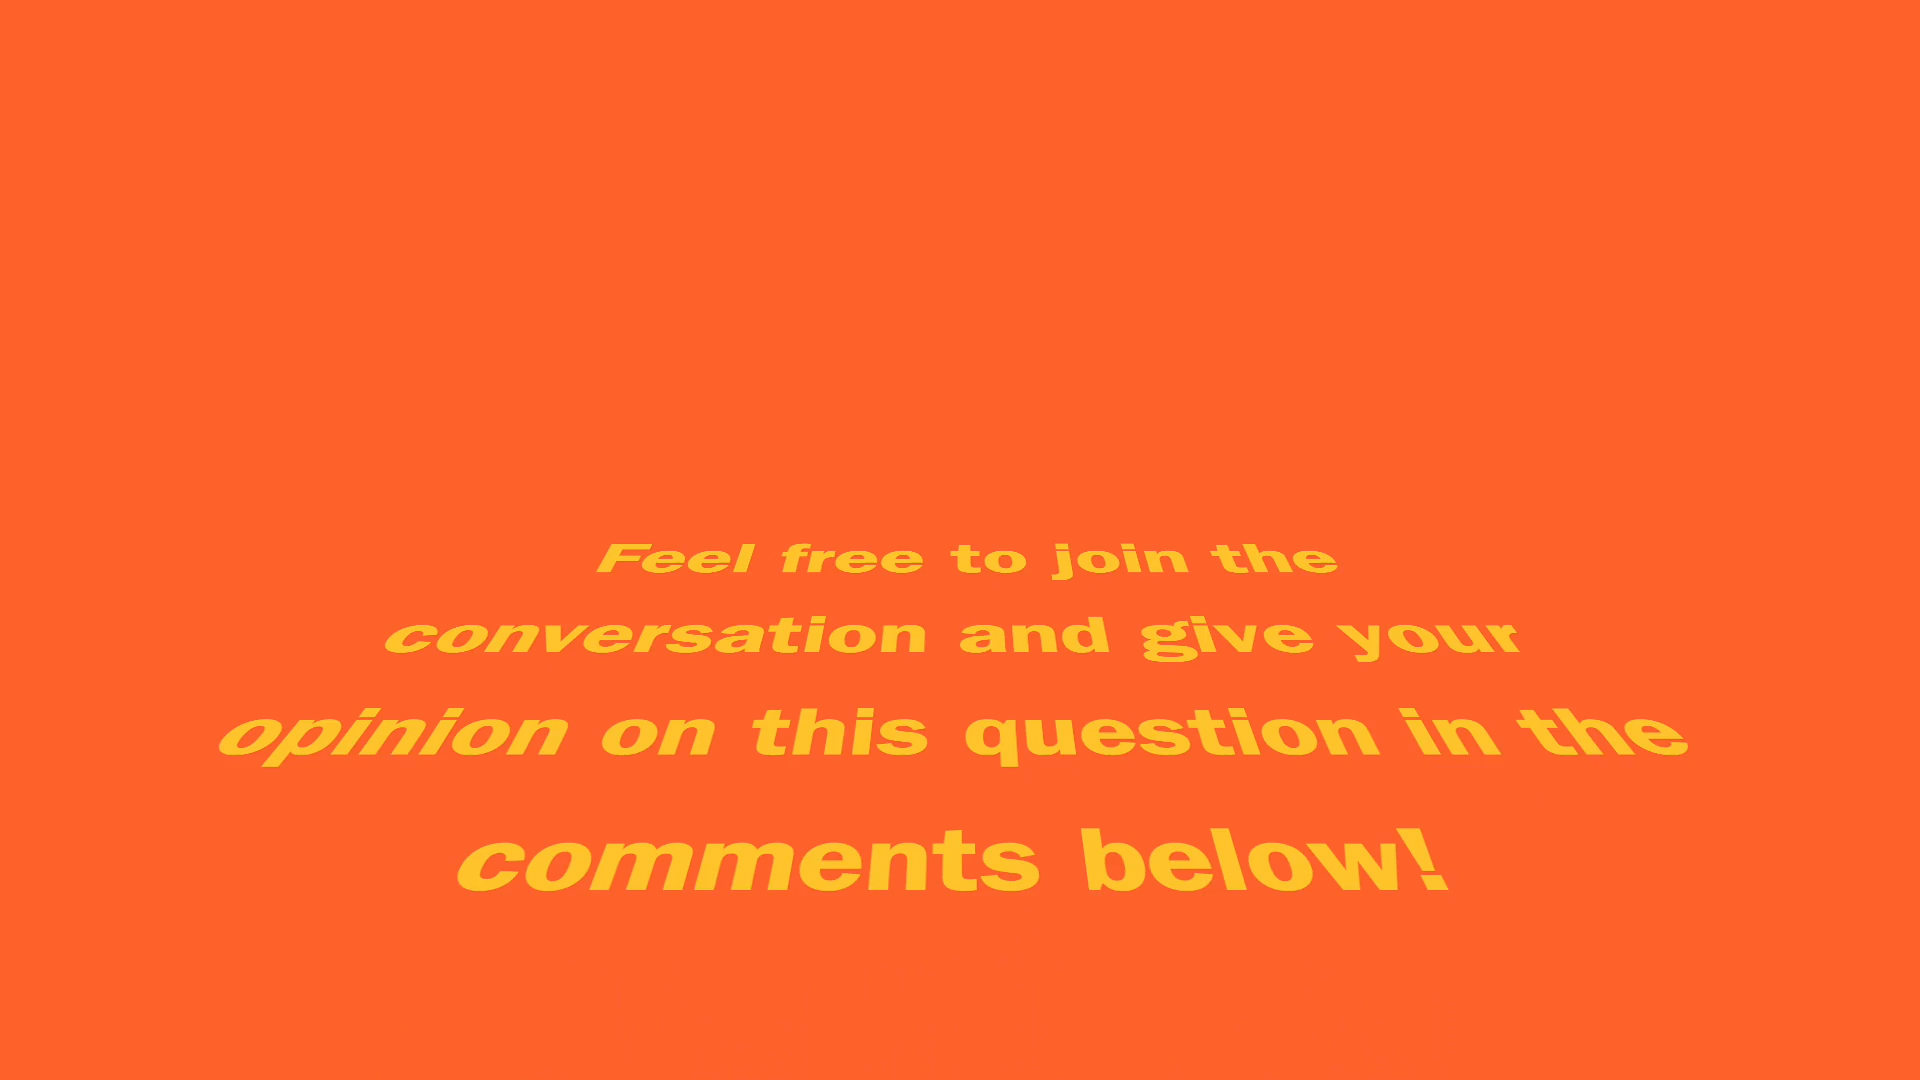 Feel free to join the
conversation and give your
opinion on this question in the
comments below!